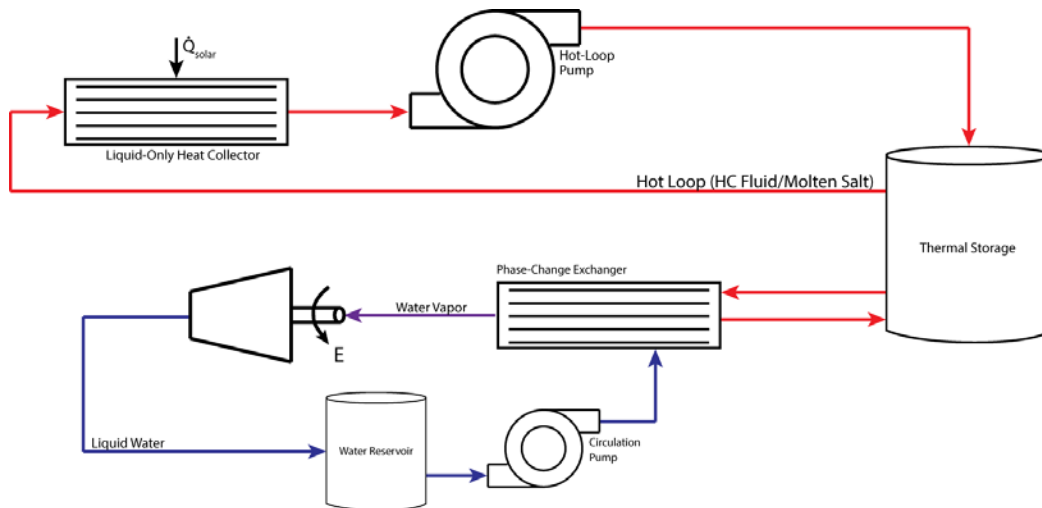 Q̇solar
Hot-Loop
Pump
Liquid-Only Heat Collector
Hot Loop (HC Fluid/Molten Salt)
Thermal Storage
Phase-Change Exchanger
Water Vapor
E
Liquid Water
Water Reservoir
Circulation
Pump